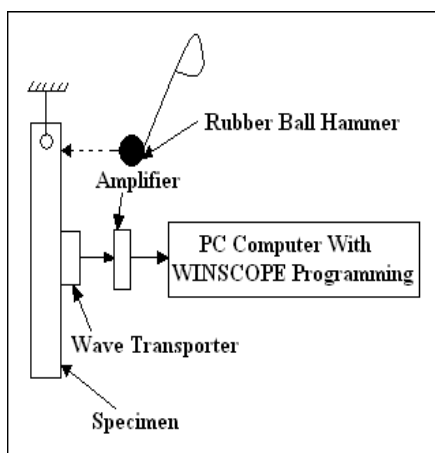 Rubber Ball Hammer
Amplifier
PC Computer With
WINSCOPE Programming
Wave Transporter
Specimen